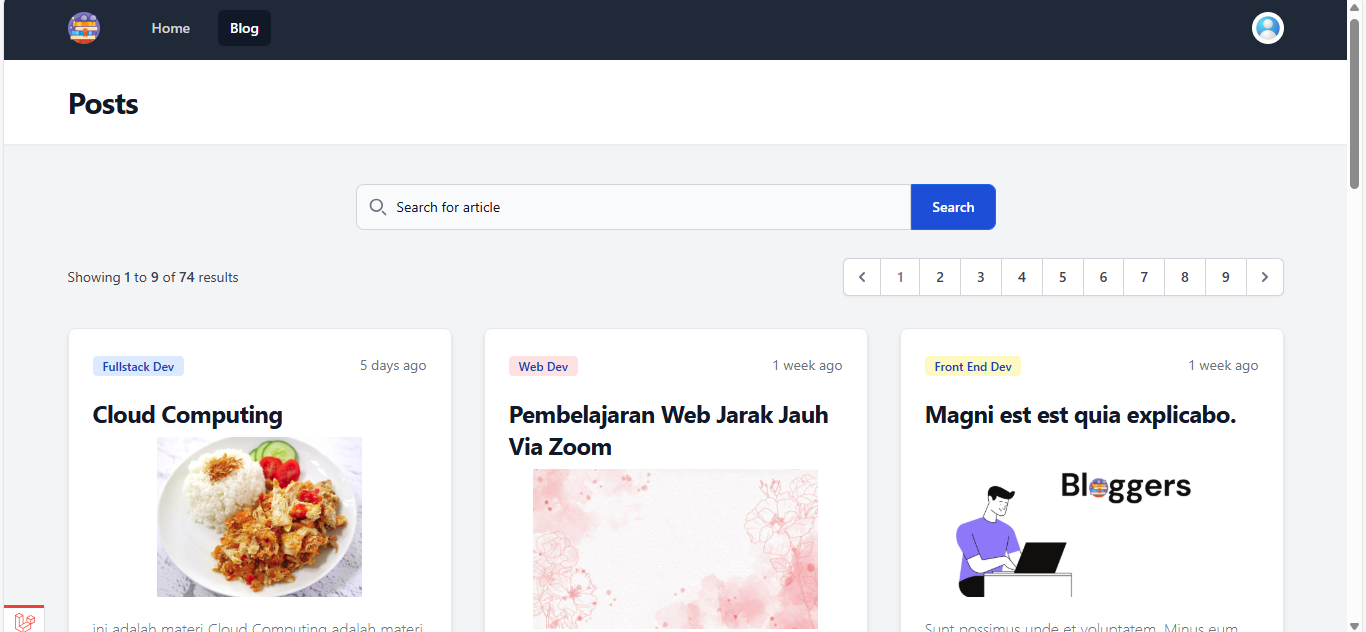 Home Blog
Posts
Search for article Search
Showing 1 to 9 of 74 results 1 2 3 4 5 6 7 8 9
Fullstack Dev 5 days ago
Cloud Computing
ini adalah materi Cloud Computing adalah materi
Web Dev 1 week ago
Pembelajaran Web Jarak Jauh
Via Zoom
Front End Dev 1 week ago
Magni est est quia explicabo.
Bloggers
Sunt possimus unde et voluptatem. Minus eum